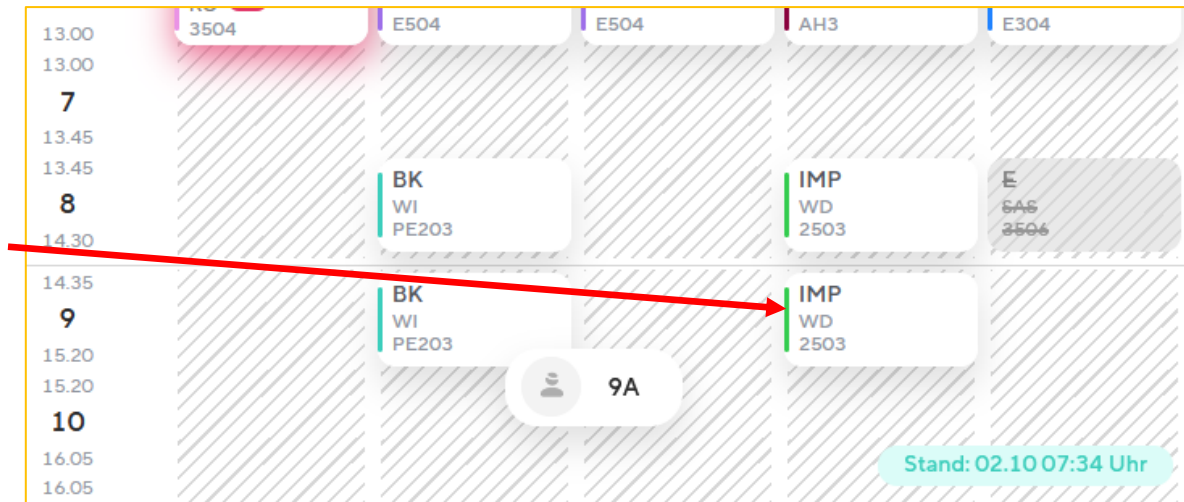 13.00
3504
E504
E504
AH3
E304
13.00
7
13.45
13.45
8
14.30
BK
WI
PE203
IMP
WD
2503
E
SAS
3506
14.35
9
15.20
BK
WI
PE203
IMP
WD
2503
9A
15.20
10
16.05
16.05
Stand: 02.10 07:34 Uhr